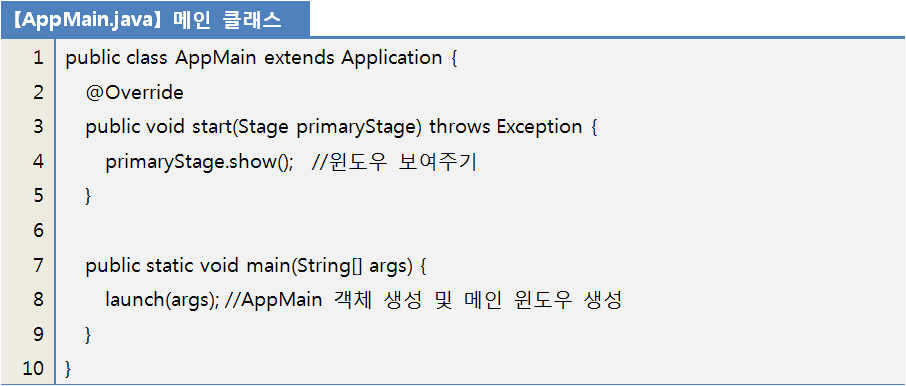 【AppMain.java】 메인 클래스
1 public class AppMain extends Application {
2 @Override
3 public void start(Stage primaryStage) throws Exception {
4 primaryStage.show(); //윈도우 보여주기
5 }
6
7 public static void main(String[] args) {
8 launch(args); //AppMain 객체 생성 및 메인 윈도우 생성
9 }
10 }